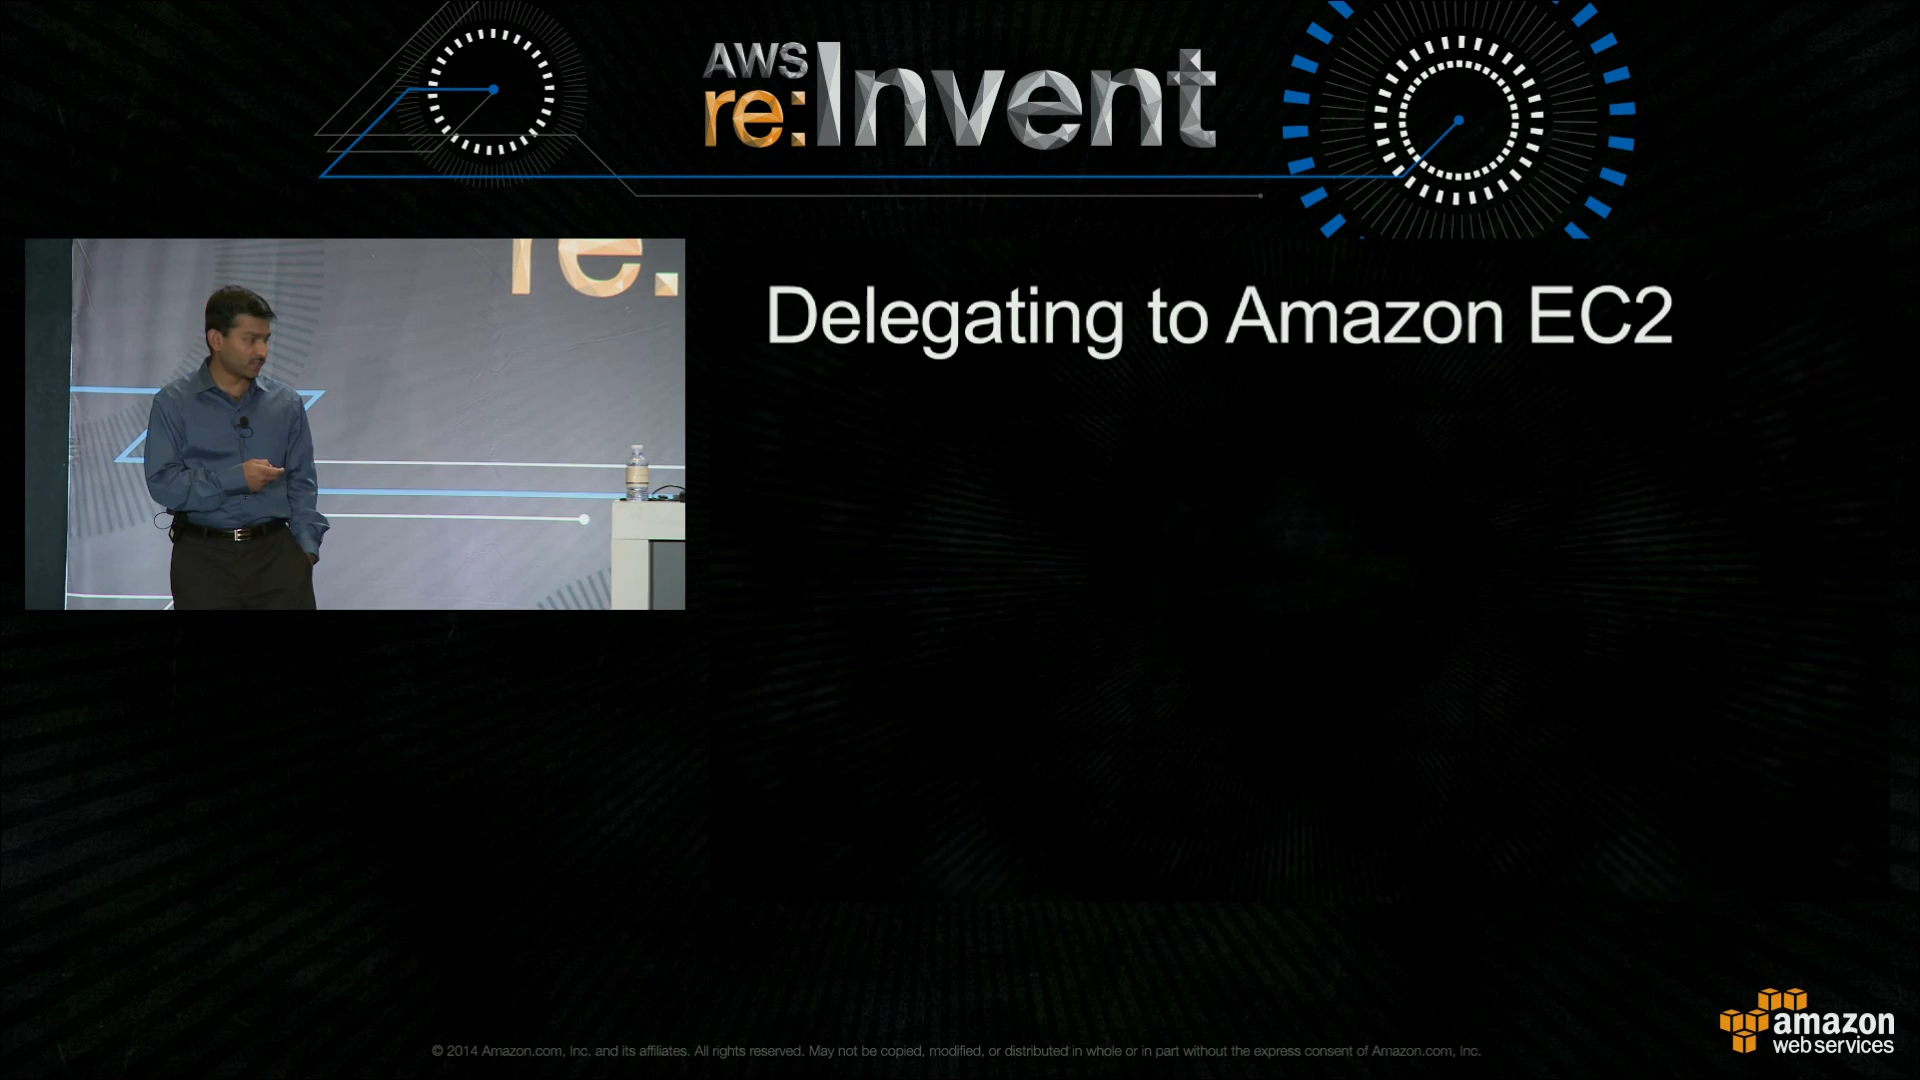 AWS
re:Invent
re:
Delegating to Amazon EC2
amazon
web services
© 2014 Amazon.com, Inc. and its affiliates. All rights reserved. May not be copied, modified, or distributed in whole or in part without the express consent of Amazon.com, Inc.